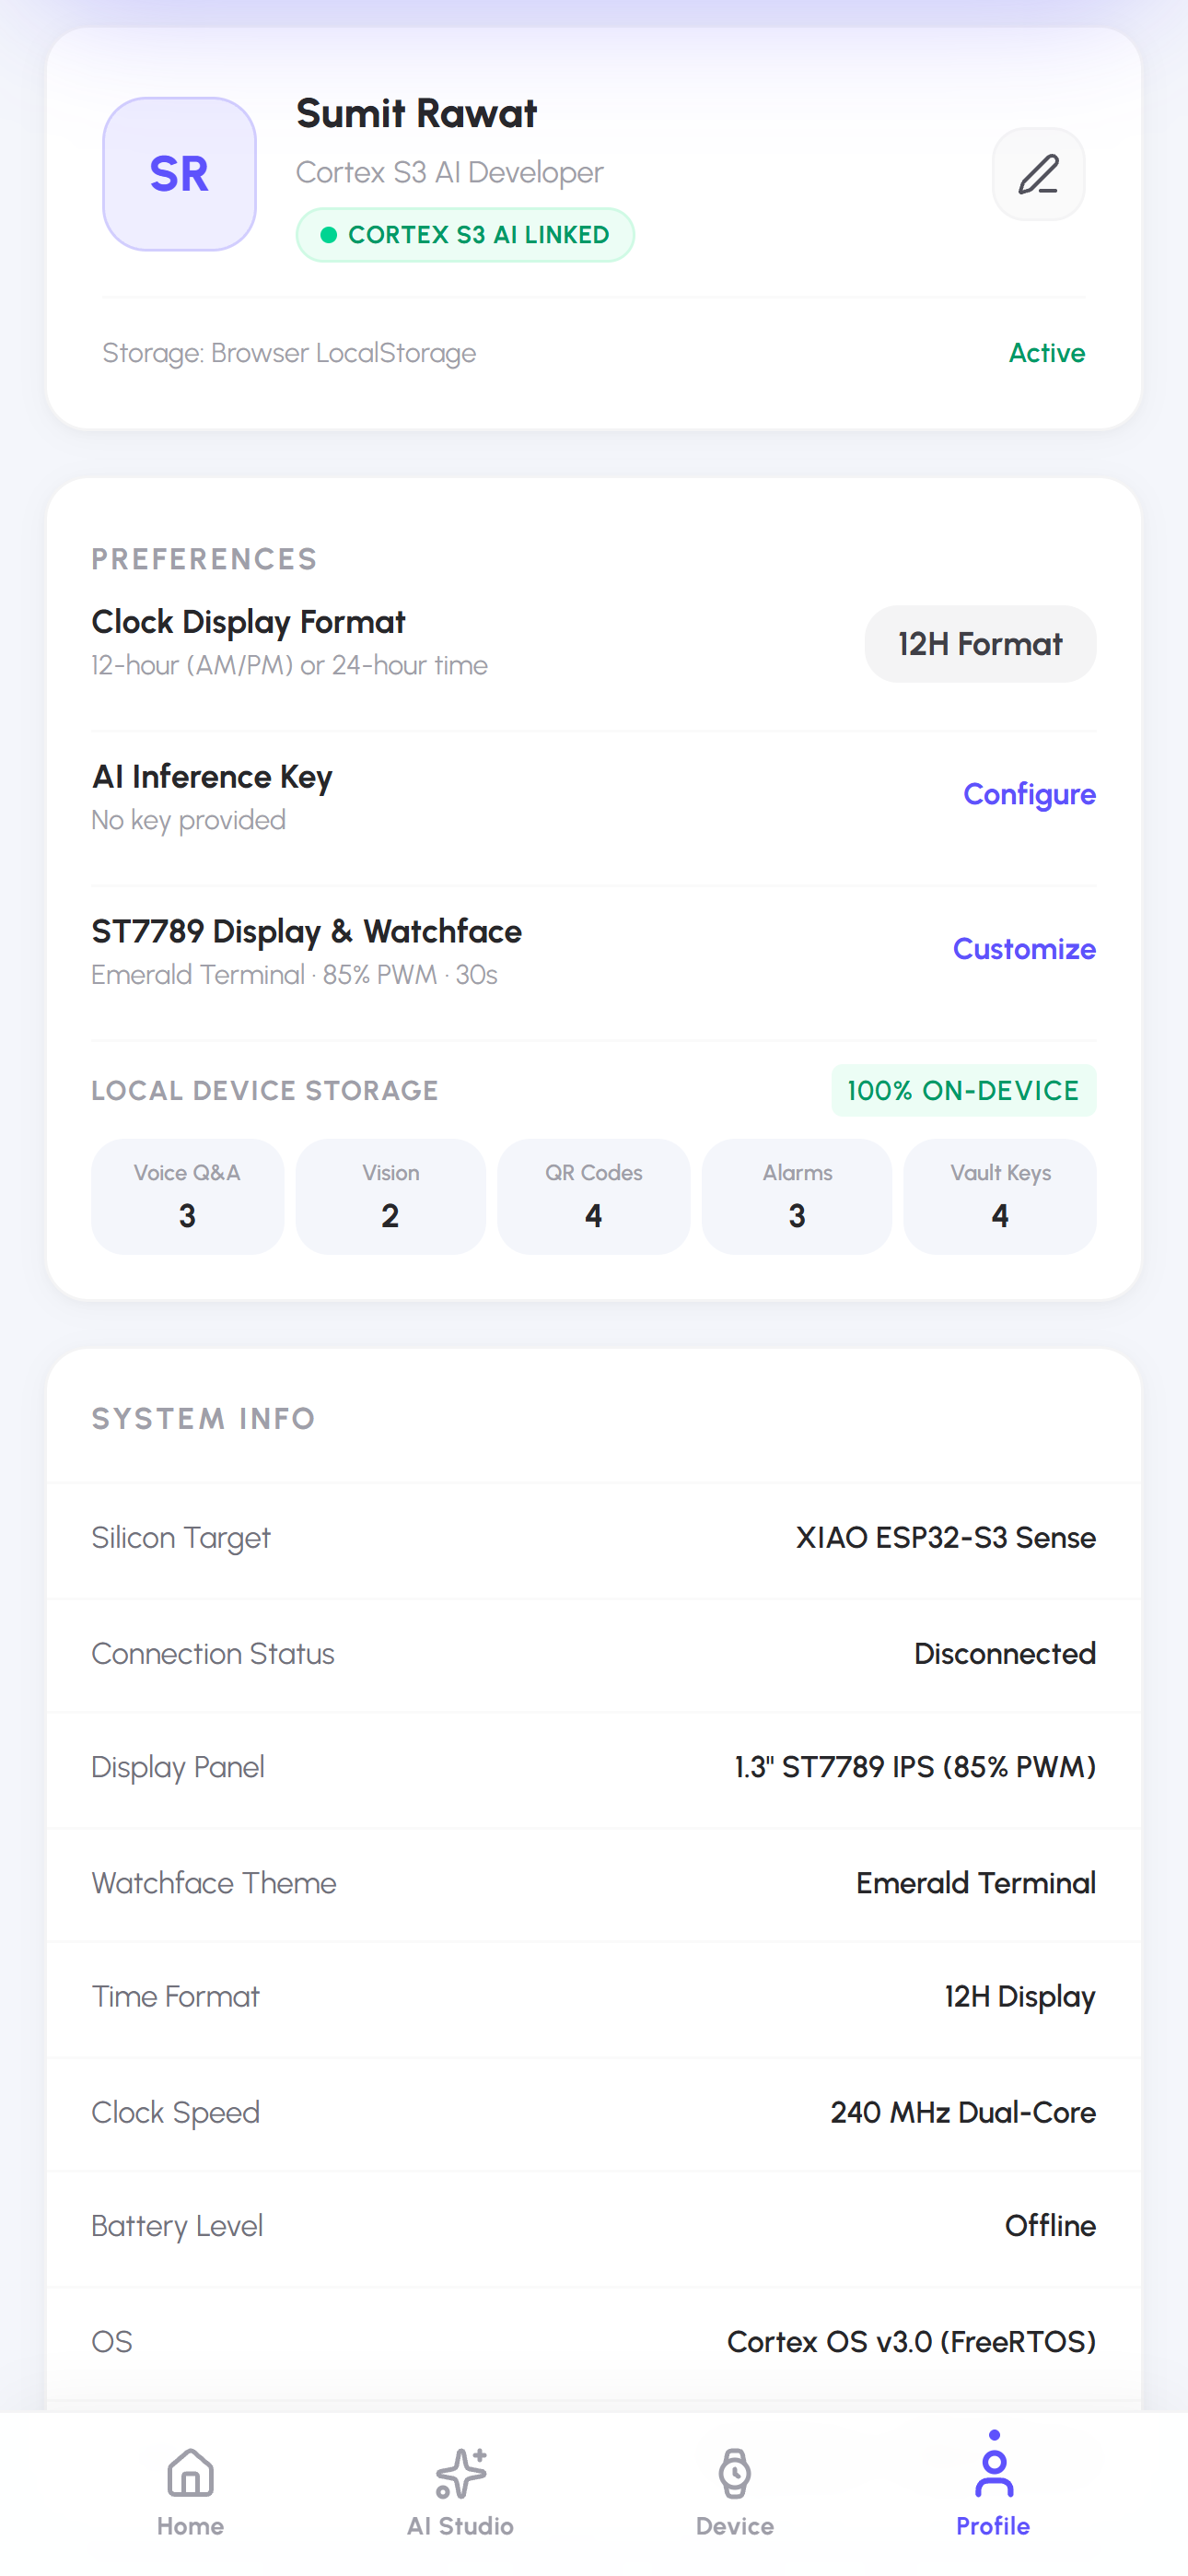 SR
Sumit Rawat
Cortex S3 AI Developer
CORTEX S3 AI LINKED
Storage: Browser LocalStorage
Active
PREFERENCES
Clock Display Format
12-hour (AM/PM) or 24-hour time
12H Format
AI Inference Key
No key provided
Configure
ST7789 Display & Watchface
Emerald Terminal · 85% PWM · 30s
Customize
LOCAL DEVICE STORAGE
100% ON-DEVICE
Voice Q&A
3
Vision
2
QR Codes
4
Alarms
3
Vault Keys
4
SYSTEM INFO
Silicon Target
XIAO ESP32-S3 Sense
Connection Status
Disconnected
Display Panel
1.3" ST7789 IPS (85% PWM)
Watchface Theme
Emerald Terminal
Time Format
12H Display
Clock Speed
240 MHz Dual-Core
Battery Level
Offline
OS
Cortex OS v3.0 (FreeRTOS)
Home
AI Studio
Device
Profile